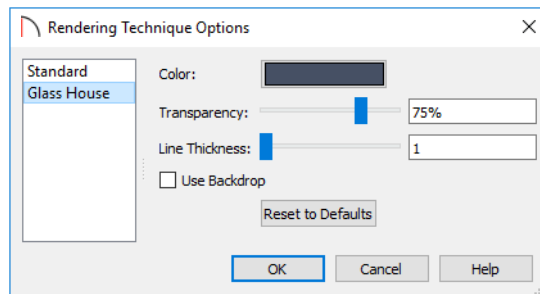 Rendering Technique Options
Standard
Glass House
Color:
Transparency: 75%
Line Thickness: 1
Use Backdrop
Reset to Defaults
OK Cancel Help